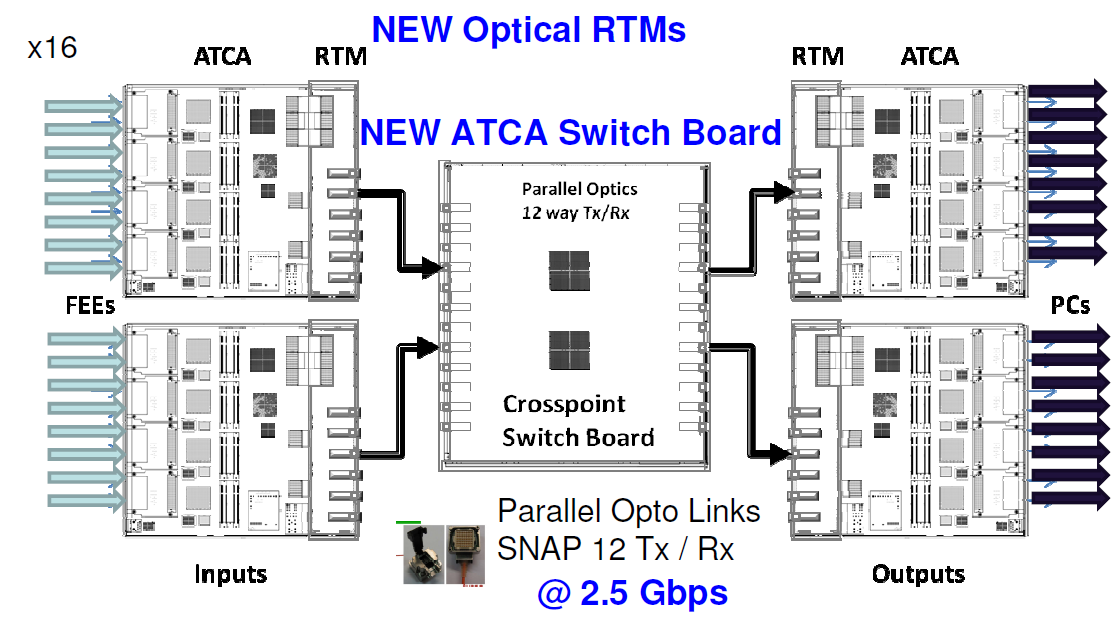 NEW Optical RTMs
x16
ATCA
RTM
RTM
ATCA
NEW ATCA Switch Board
Parallel Optics
12 way Tx/Rx
FEEs
PCs
Crosspoint
Switch Board
Parallel Opto Links
SNAP 12 Tx / Rx
@ 2.5 Gbps
Inputs
Outputs